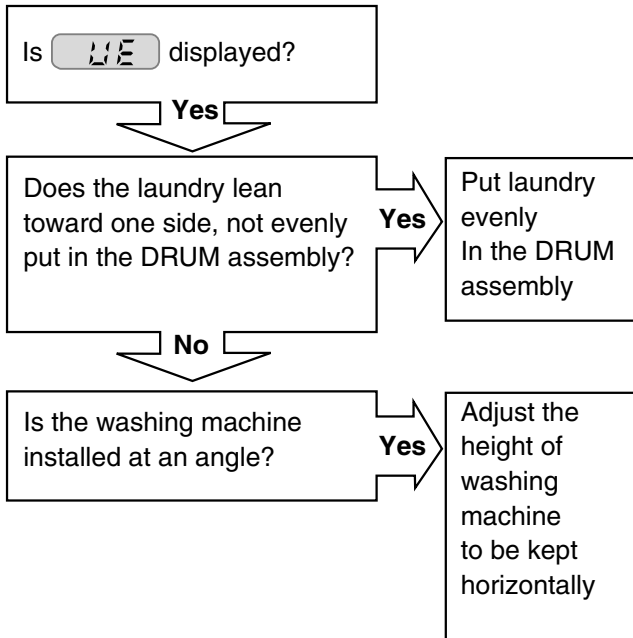 Is UE displayed?
Yes
Does the laundry lean
toward one side, not evenly
put in the DRUM assembly?
Yes
Put laundry
evenly
In the DRUM
assembly
No
Is the washing machine
installed at an angle?
Yes
Adjust the
height of
washing
machine
to be kept
horizontally